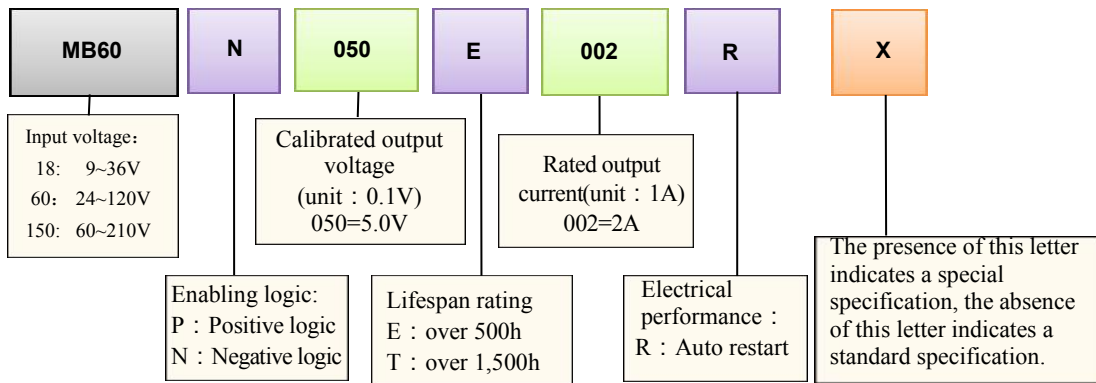 MB60
N
050
E
002
R
X
Input voltage：
18: 9~36V
60： 24~120V
150: 60~210V
Calibrated output
voltage
(unit：0.1V)
050=5.0V
Rated output
current(unit：1A)
002=2A
Enabling logic:
P：Positive logic
N：Negative logic
Lifespan rating
E：over 500h
T：over 1,500h
Electrical
performance：
R：Auto restart
The presence of this letter
indicates a special
specification, the absence
of this letter indicates a
standard specification.